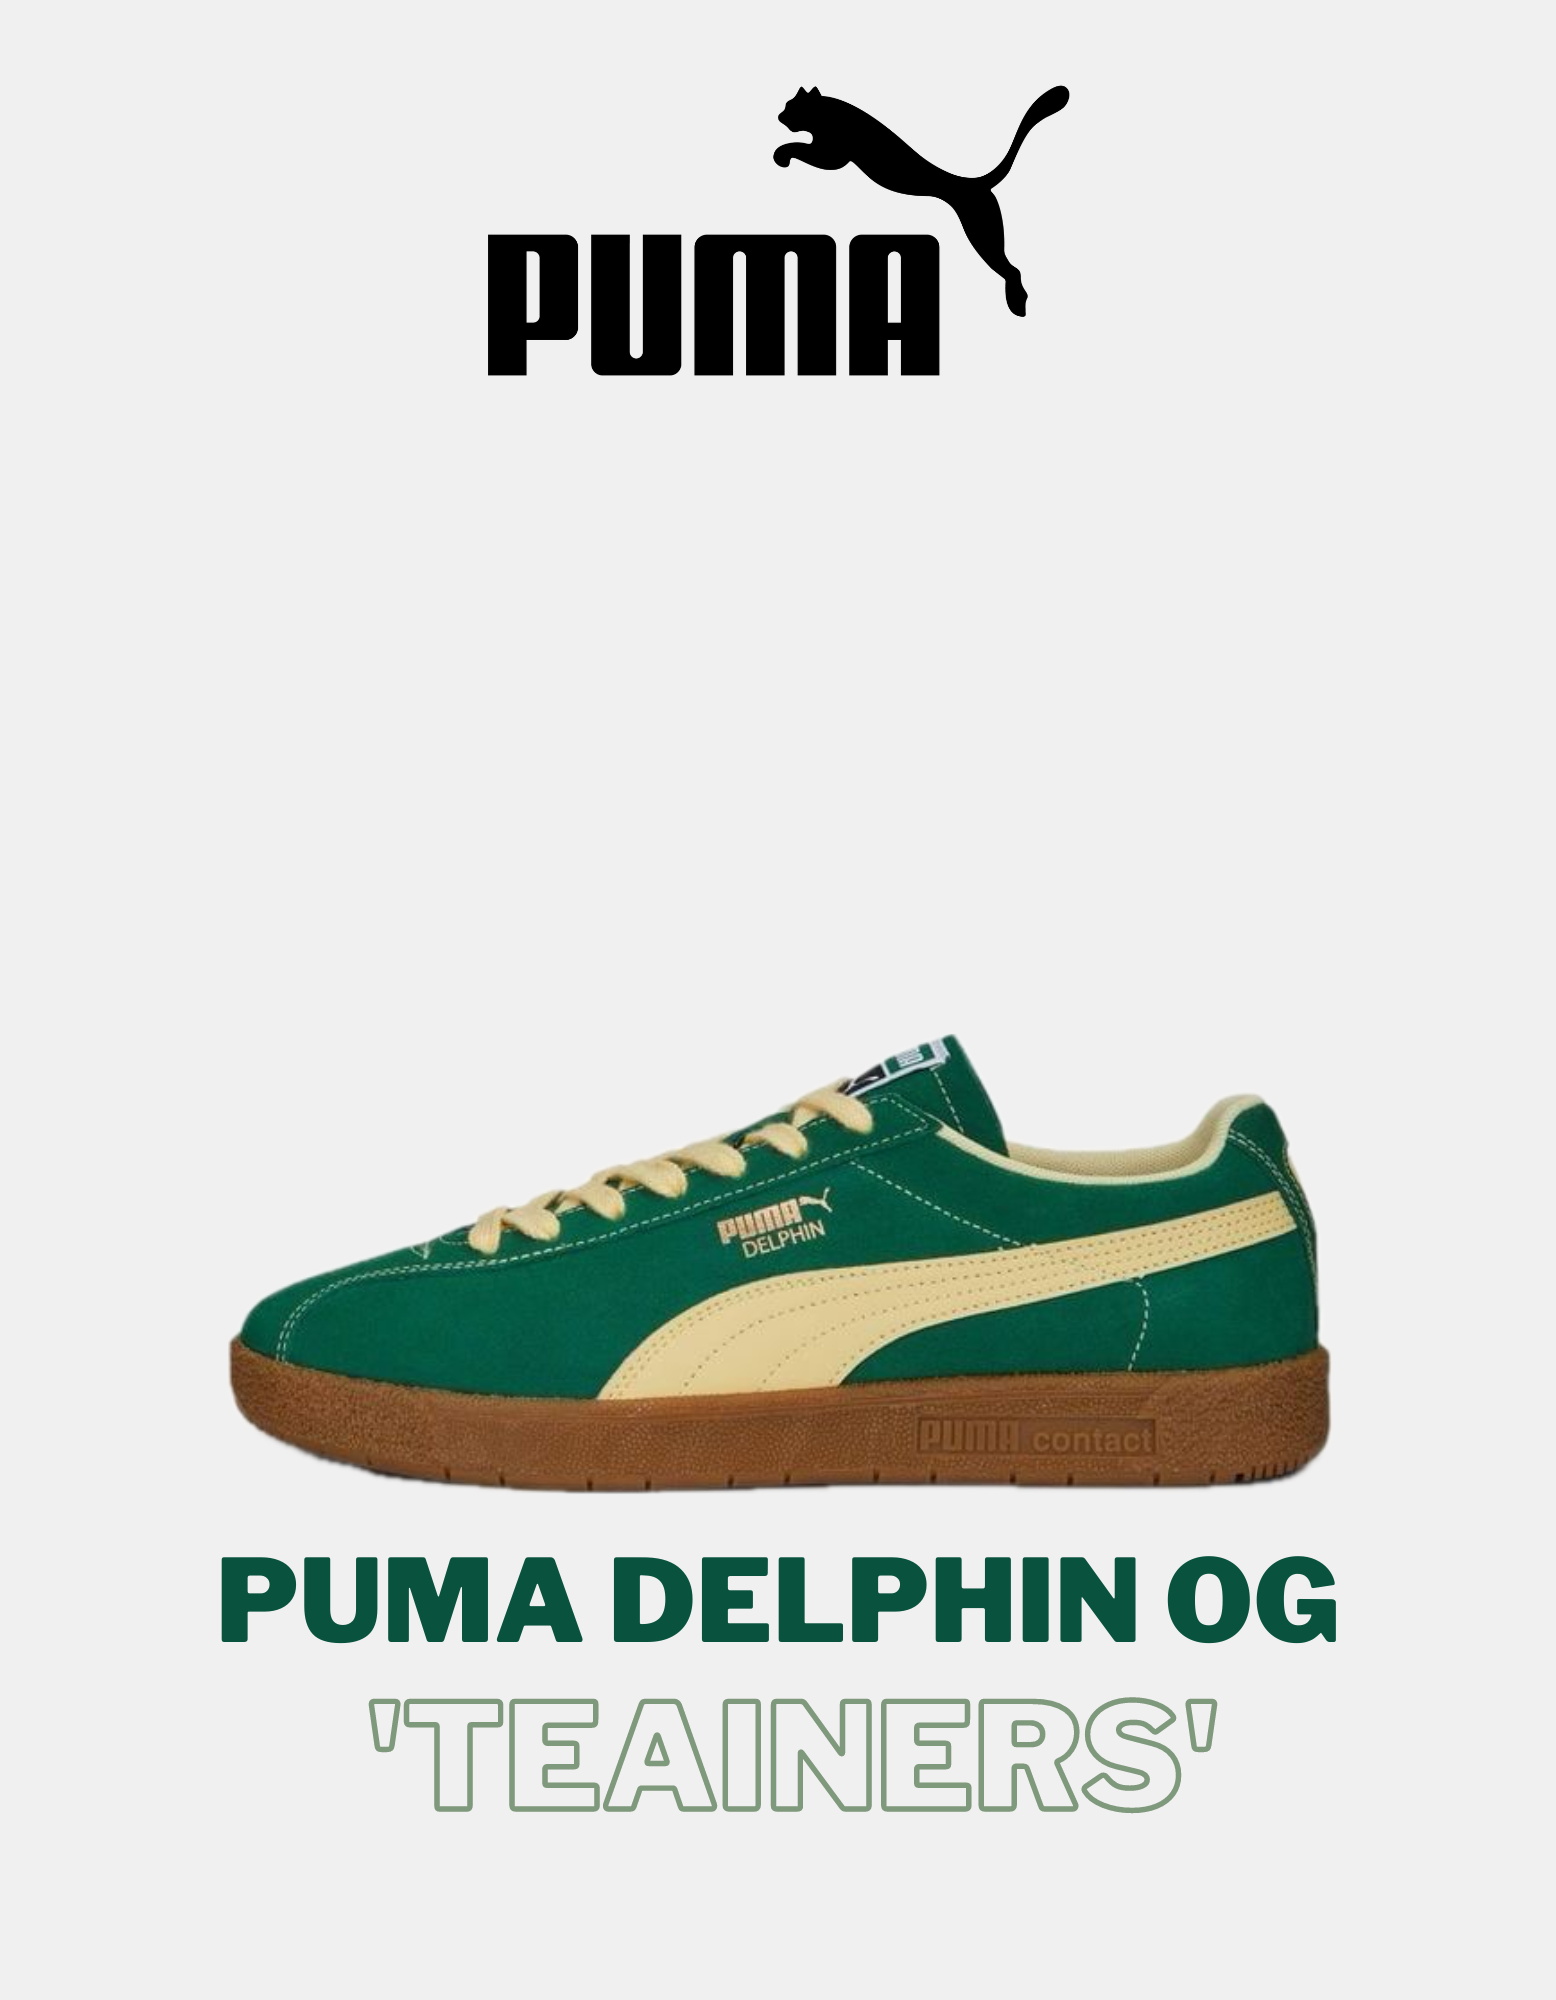 PUMA
PUMA
DELPHIN
PUMA contact
PUMA DELPHIN OG
'TEAINERS'